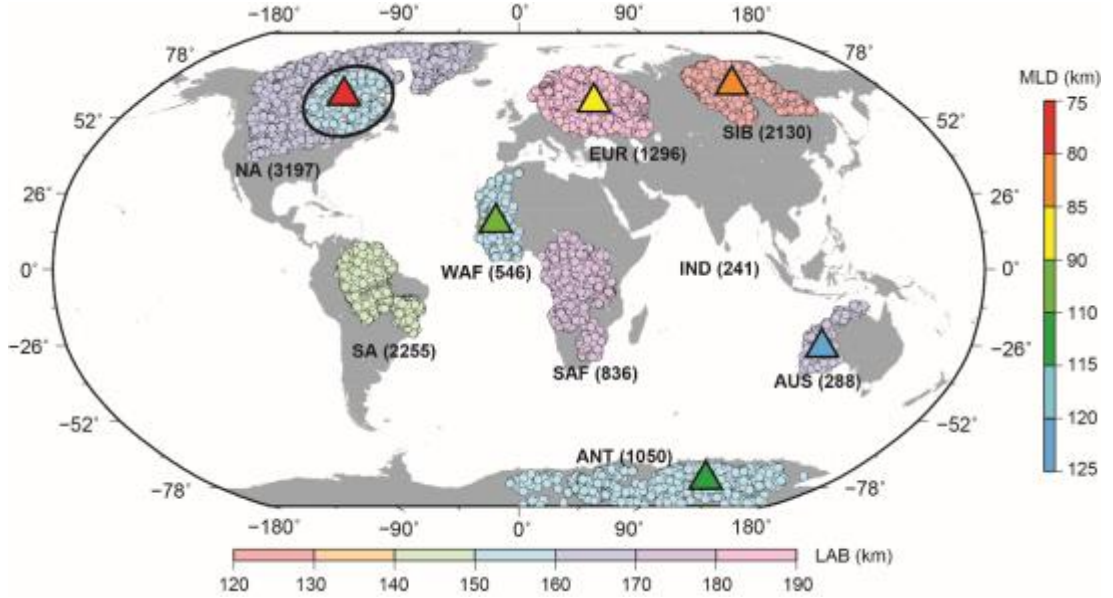 −180° −90° 0° 90° 180°
78° 78°
MLD (km)
75
52° 52°
SIB (2130)
EUR (1296)
80
NA (3197)
26° 26°
85
90
0° 0°
WAF (546)
IND (241)
110
−26° −26°
SA (2255)
SAF (836)
AUS (288)
115
120
−52° −52°
ANT (1050)
125
−78° −78°
−180° −90° 0° 90° 180°
LAB (km)
120 130 140 150 160 170 180 190